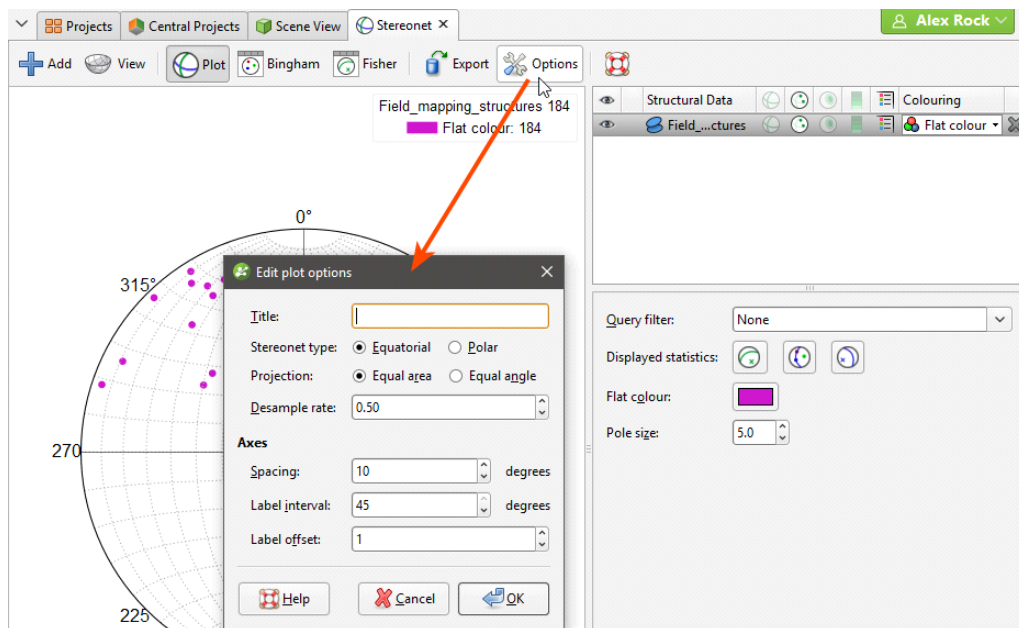 Projects Central Projects Scene View Stereonet × Alex Rock
Add View Plot Bingham Fisher Export Options
Field_mapping_structures 184
Flat colour: 184
Structural Data Colouring
Field_...ctures Flat colour
0°
315°
270
225
Edit plot options
Title:
Stereonet type: Equatorial Polar
Projection: Equal area Equal angle
Desample rate: 0.50
Axes
Spacing: 10 degrees
Label interval: 45 degrees
Label offset: 1
Help Cancel OK
Query filter: None
Displayed statistics:
Flat colour:
Pole size: 5.0